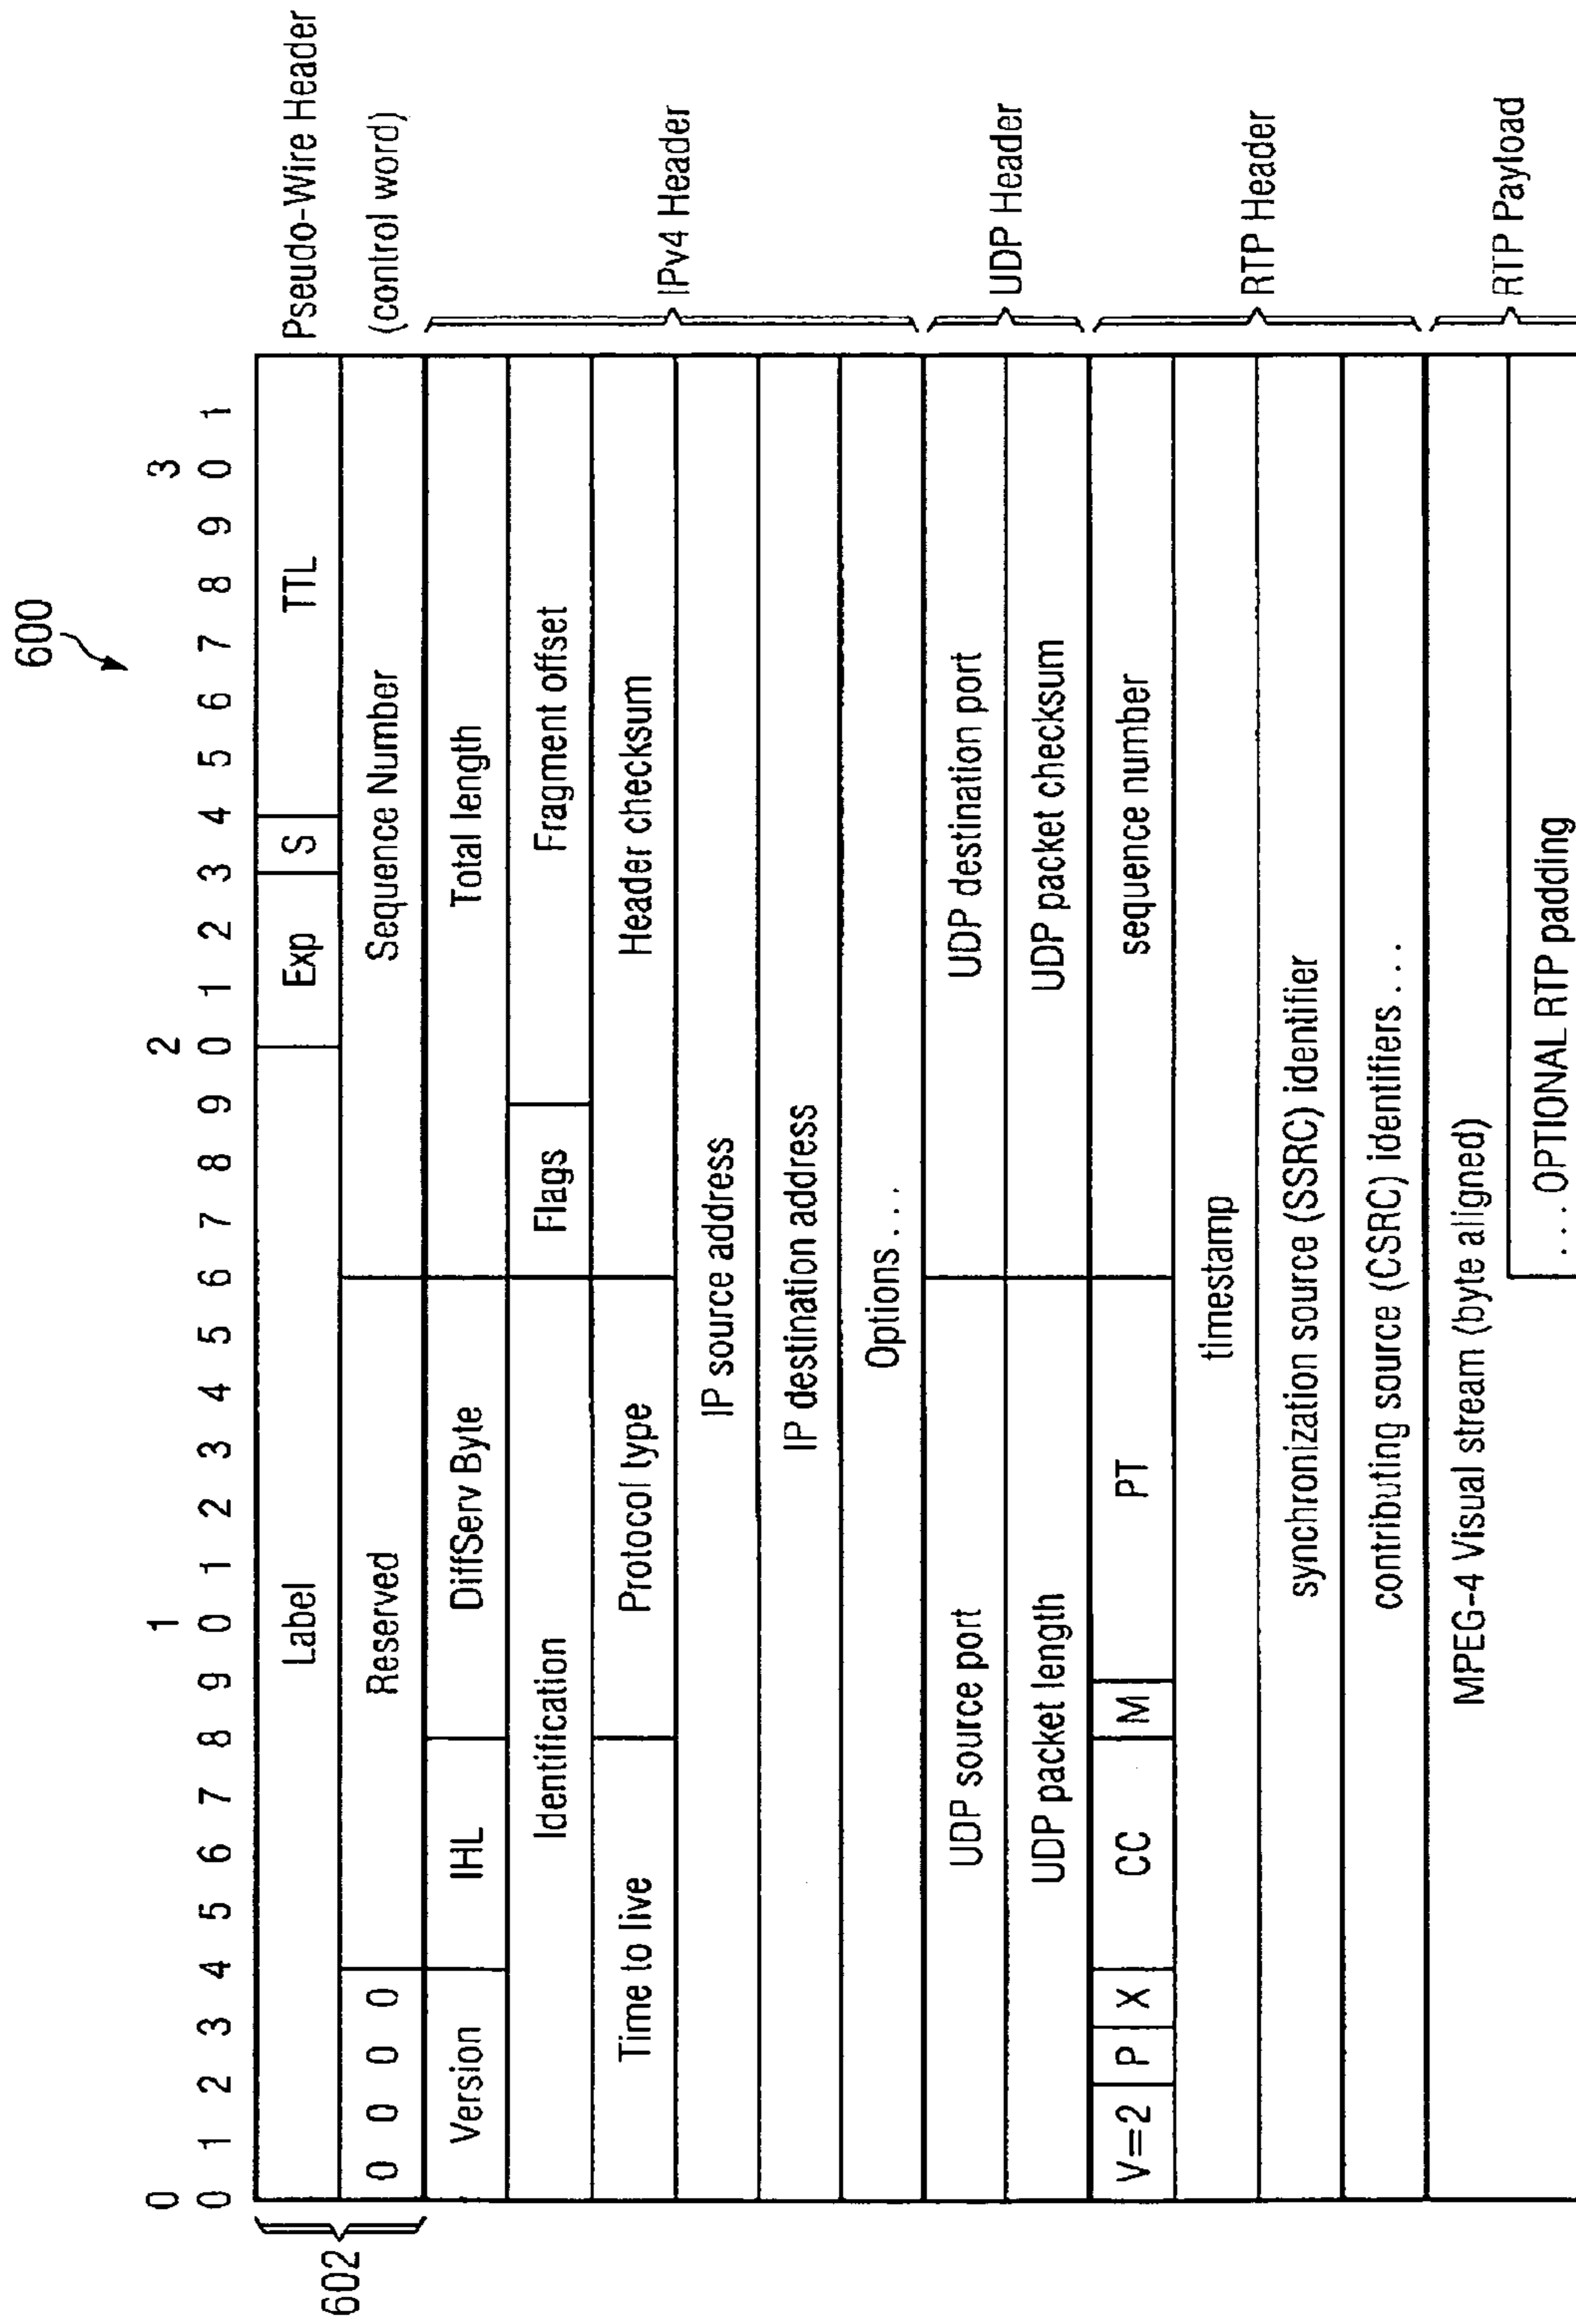 600
0 1 2 3
0 1 2 3 4 5 6 7 8 9 0 1 2 3 4 5 6 7 8 9 0 1 2 3 4 5 6 7 8 9 0 1
602
Label Exp S TTL Pseudo-Wire Header
0 0 0 0 Reserved Sequence Number (control word)
Version IHL DiffServ Byte Total length
Identification Flags Fragment offset
Time to live Protocol type Header checksum
IPv4 Header
IP source address
IP destination address
Options....
UDP source port UDP destination port
UDP Header
UDP packet length UDP packet checksum
V=2 P X CC M PT sequence number
timestamp
RTP Header
synchronization source (SSRC) identifier
contributing source (CSRC) identifiers....
MPEG-4 Visual stream (byte aligned)
RTP Payload
...OPTIONAL RTP padding